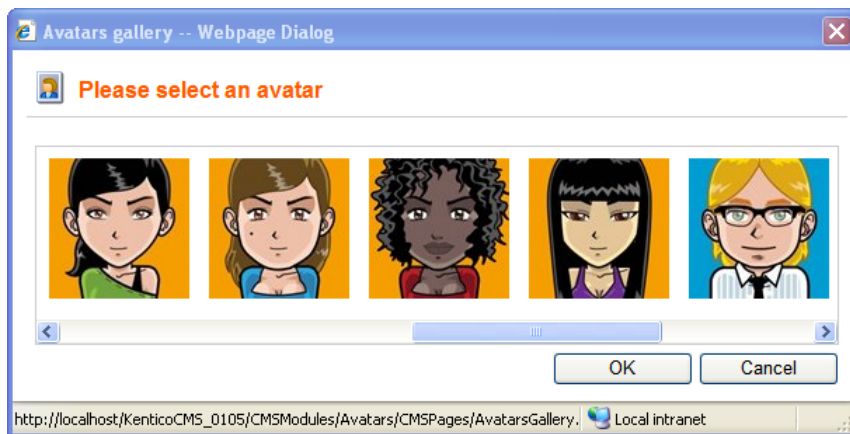 Avatars gallery -- Webpage Dialog
Please select an avatar
OK
Cancel
http://localhost/KenticoCMS_0105/CMSModules/Avatars/CMSPages/AvatarsGallery.
Local intranet